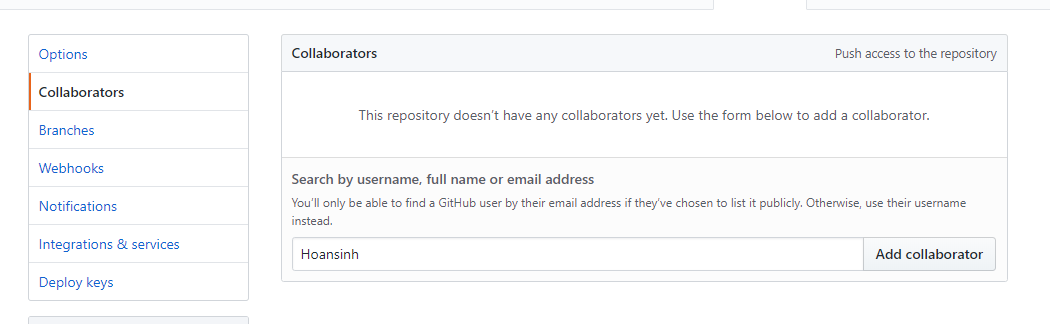 Options
Collaborators
Branches
Webhooks
Notifications
Integrations & services
Deploy keys
Collaborators
Push access to the repository
This repository doesn't have any collaborators yet. Use the form below to add a collaborator.
Search by username, full name or email address
You'll only be able to find a GitHub user by their email address if they've chosen to list it publicly. Otherwise, use their username
instead.
Hoansinh
Add collaborator